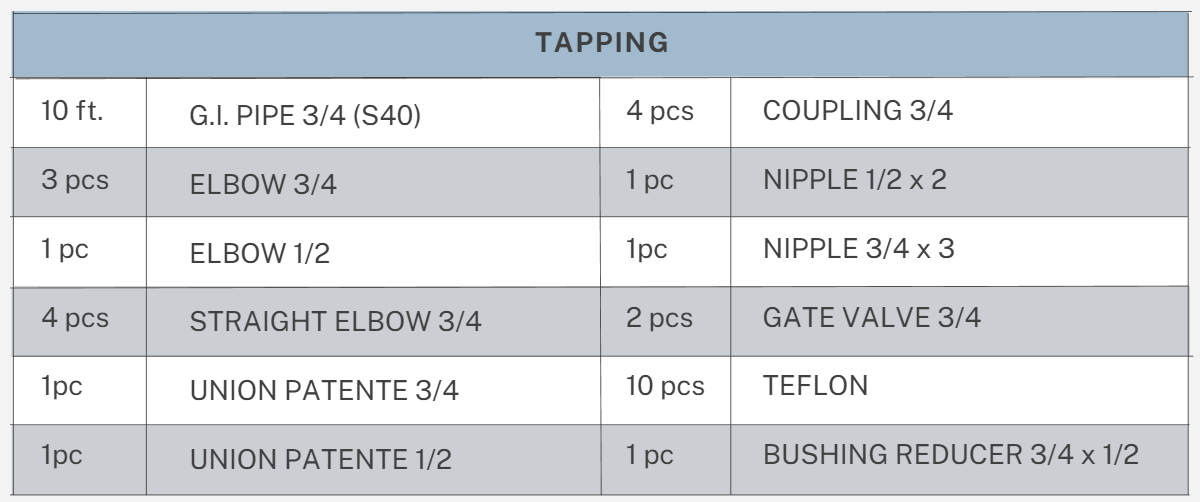 TAPPING
10 ft. G.I. PIPE 3/4 (S40) 4 pcs COUPLING 3/4
3 pcs ELBOW 3/4 1 pc NIPPLE 1/2 x 2
1 pc ELBOW 1/2 1pc NIPPLE 3/4 x 3
4 pcs STRAIGHT ELBOW 3/4 2 pcs GATE VALVE 3/4
1pc UNION PATENTE 3/4 10 pcs TEFLON
1pc UNION PATENTE 1/2 1 pc BUSHING REDUCER 3/4 x 1/2